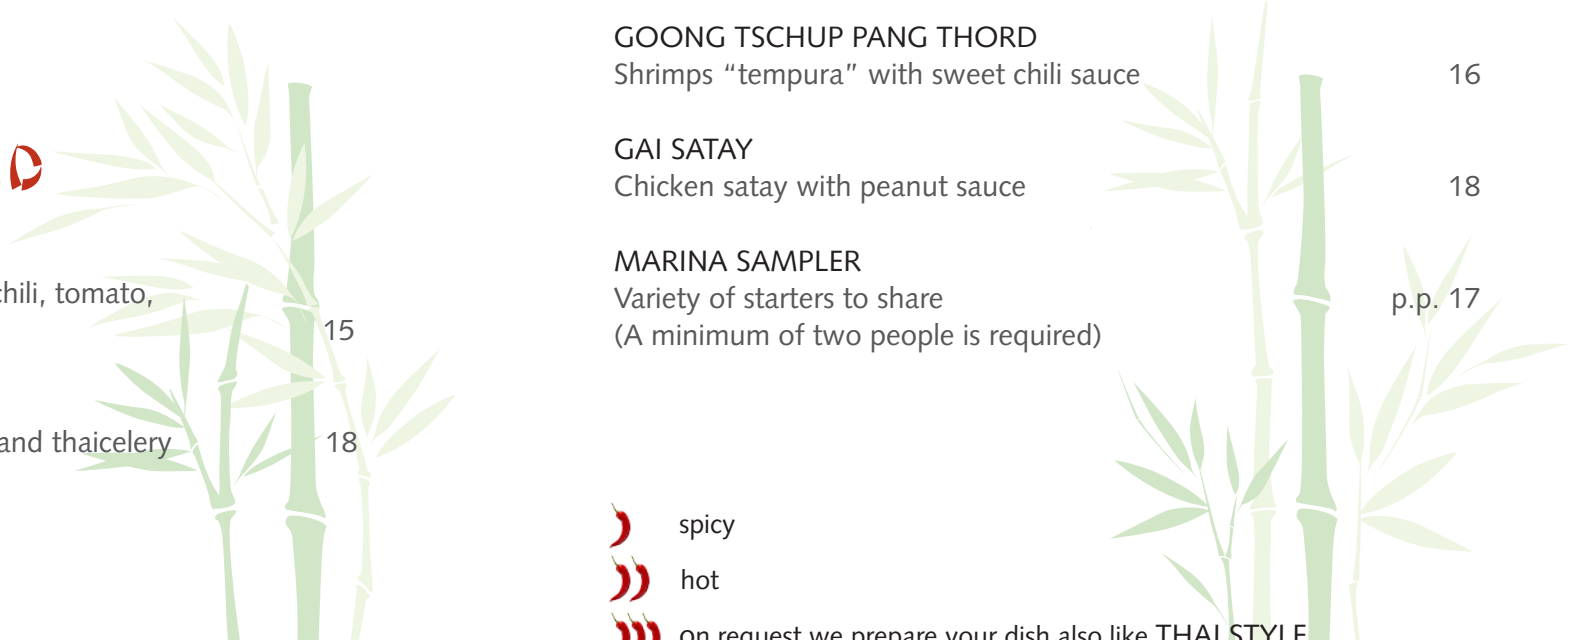 chili, tomato,
15
and thaicelery 18
GOONG TSCHUP PANG THORD
Shrimps “tempura” with sweet chili sauce 16
GAI SATAY
Chicken satay with peanut sauce 18
MARINA SAMPLER
Variety of starters to share p.p. 17
(A minimum of two people is required)
spicy
hot
on request we prepare your dish also like THAI STYLE